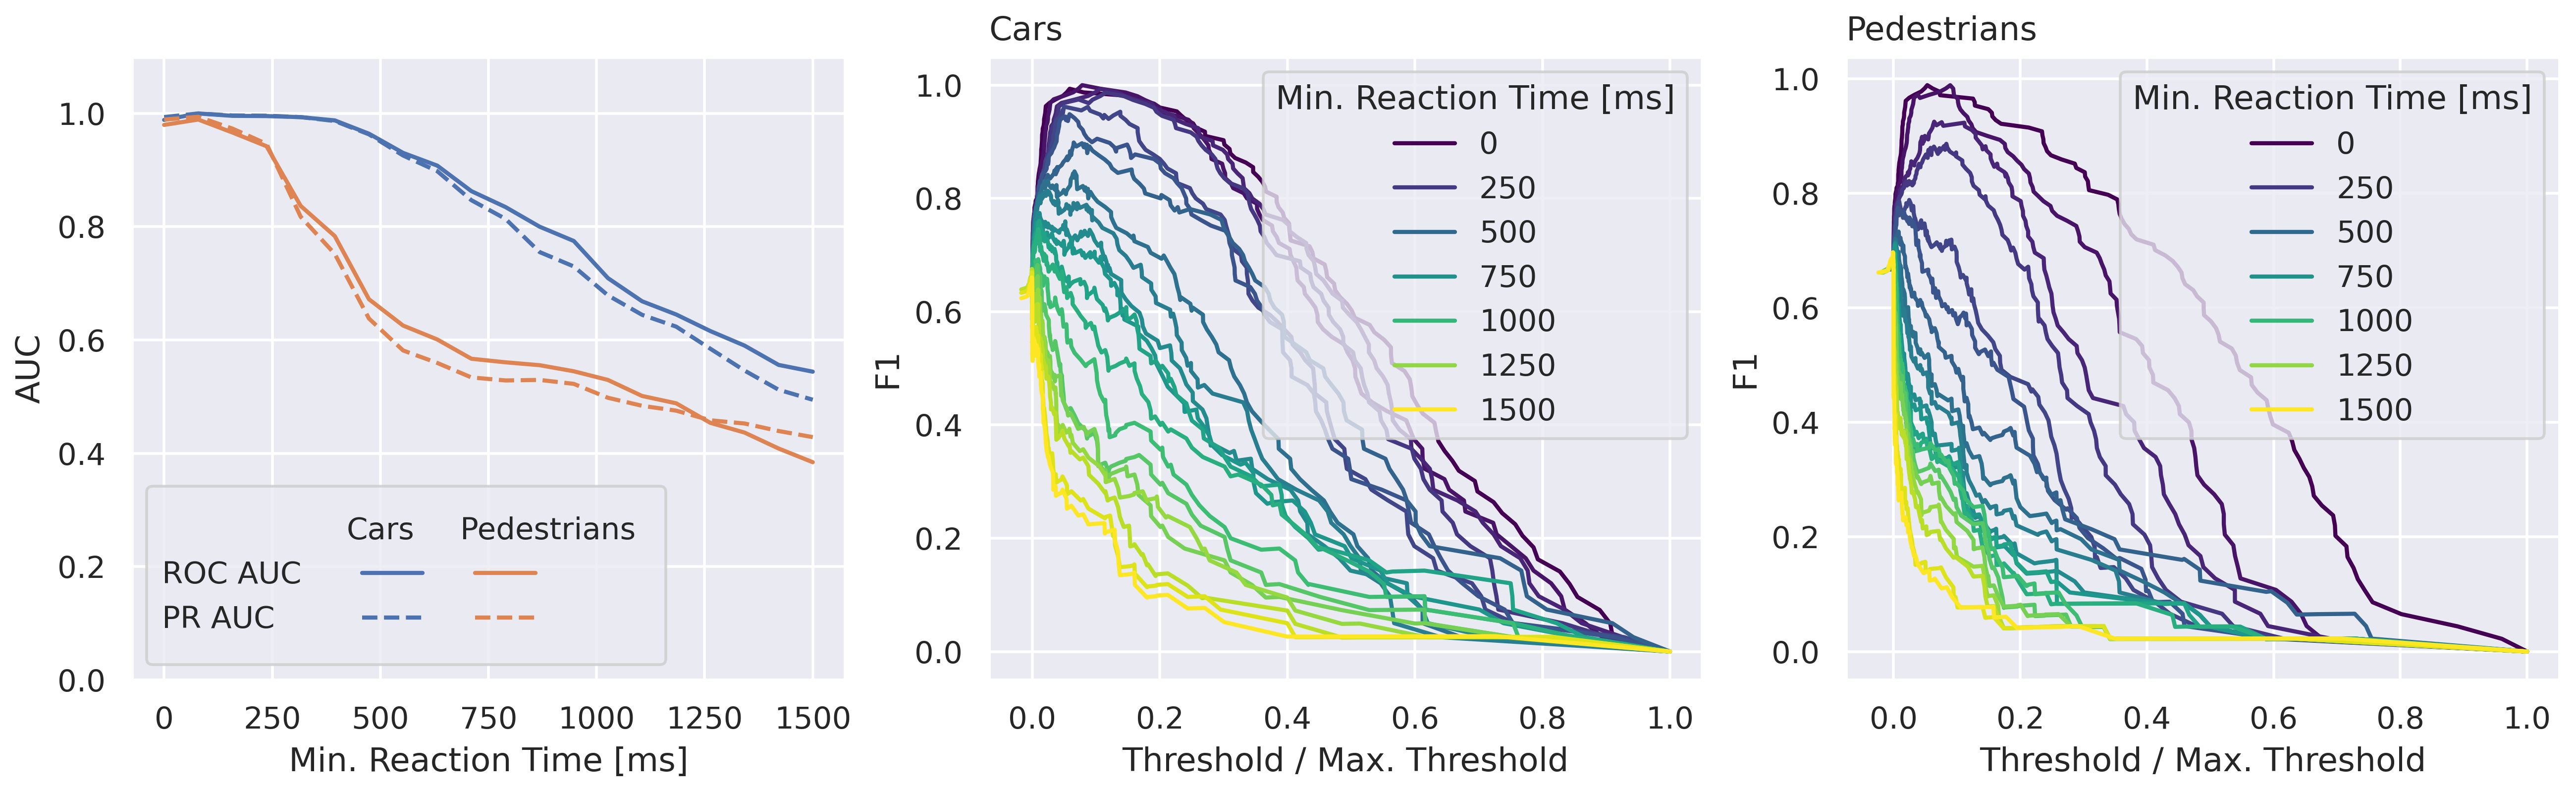 1.0
0.8
0.6
0.4
0.2
0.0
AUC
Cars Pedestrians
ROC AUC
PR AUC
0 250 500 750 1000 1250 1500
Min. Reaction Time [ms]
Cars
1.0
0.8
0.6
0.4
0.2
0.0
F1
Min. Reaction Time [ms]
0
250
500
750
1000
1250
1500
0.0 0.2 0.4 0.6 0.8 1.0
Threshold / Max. Threshold
Pedestrians
1.0
0.8
0.6
0.4
0.2
0.0
F1
Min. Reaction Time [ms]
0
250
500
750
1000
1250
1500
0.0 0.2 0.4 0.6 0.8 1.0
Threshold / Max. Threshold